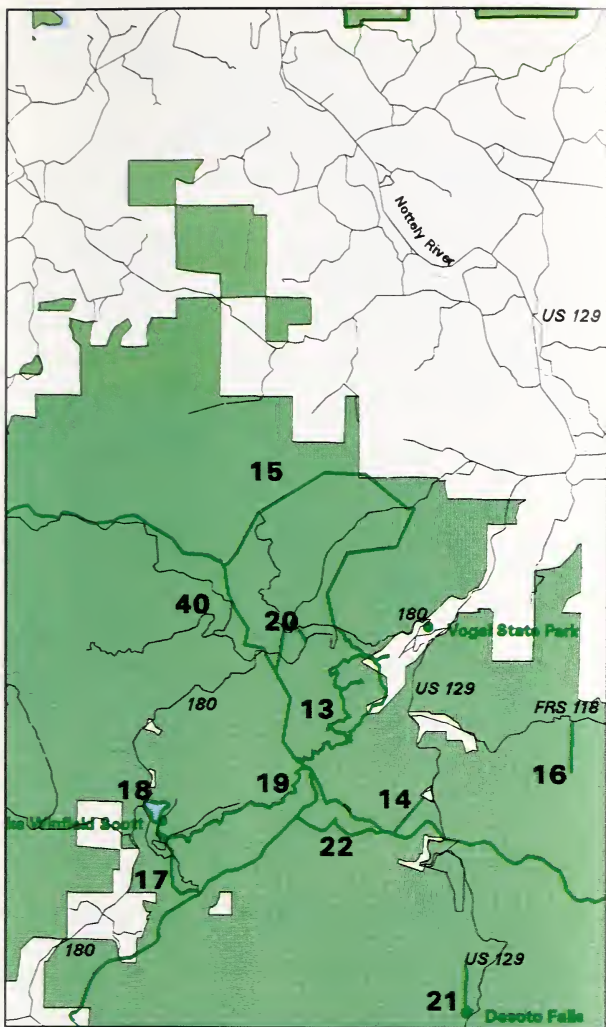 Nottely River
US 129
15
40
20
180
Vogel State Park
180
13
US 129
FRS 118
16
18
19
14
ke Winfield Scott
22
17
180
US 129
21
Desoto Falls